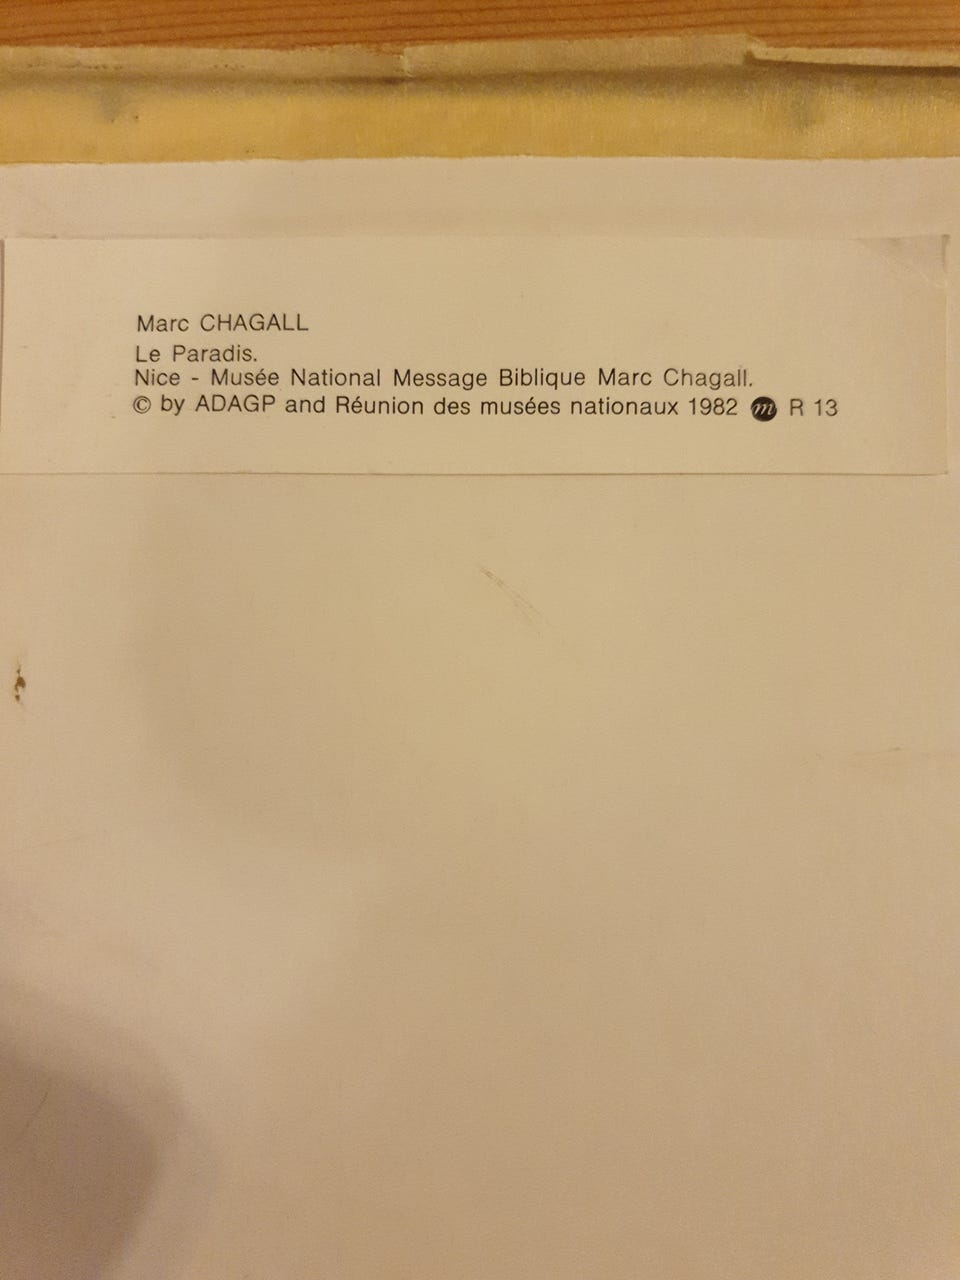 Marc CHAGALL
Le Paradis.
Nice - Musée National Message Biblique Marc Chagall.
© by ADAGP and Réunion des musées nationaux 1982 m R 13